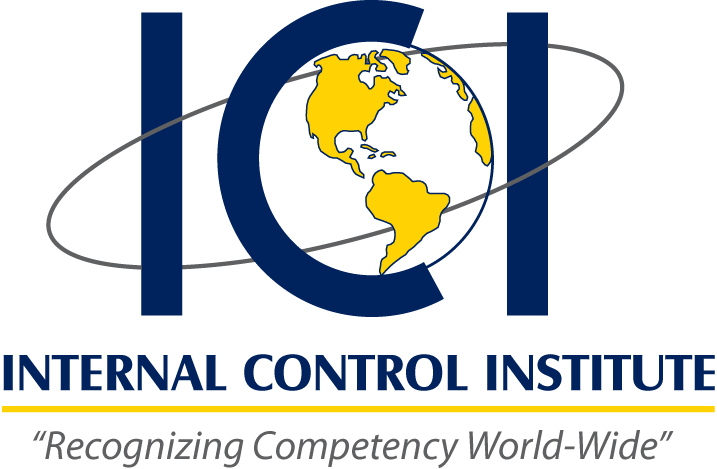 ICI
INTERNAL CONTROL INSTITUTE
“Recognizing Competency World-Wide”